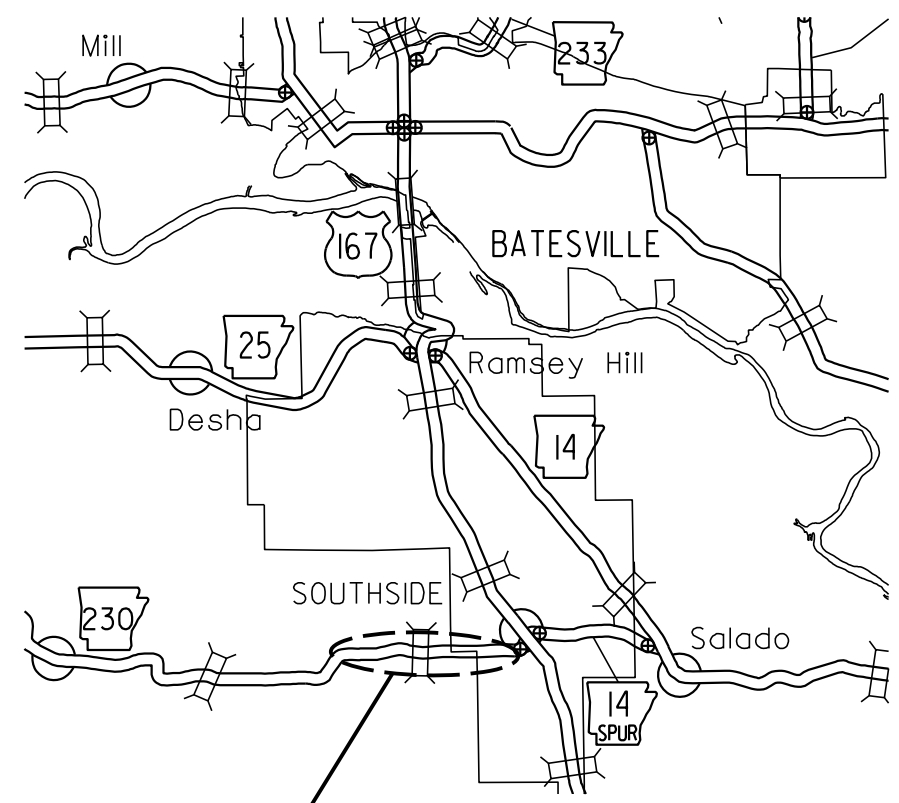 Mill
233
167
BATESVILLE
25
Ramsey Hill
Desha
14
SOUTHSIDE
230
Salado
14
SPUR